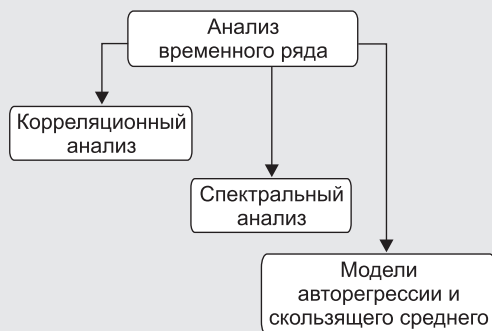 Анализ
временного ряда
Корреляционный
анализ
Спектральный
анализ
Модели
авторегрессии и
скользящего среднего